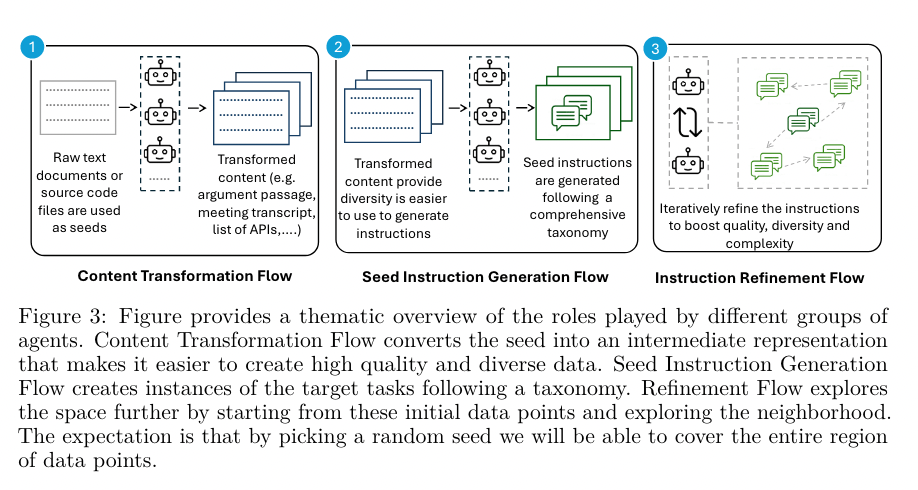 1
Raw text
documents or
source code
files are used
as seeds
......
Transformed
content (e.g.
argument passage,
meeting transcript,
list of APIs,....)
Content Transformation Flow
2
Transformed
content provide
diversity is easier
to use to generate
instructions
......
Seed instructions
are generated
following a
comprehensive
taxonomy
Seed Instruction Generation Flow
3
Iteratively refine the instructions
to boost quality, diversity and
complexity
Instruction Refinement Flow
Figure 3: Figure provides a thematic overview of the roles played by different groups of
agents. Content Transformation Flow converts the seed into an intermediate representation
that makes it easier to create high quality and diverse data. Seed Instruction Generation
Flow creates instances of the target tasks following a taxonomy. Refinement Flow explores
the space further by starting from these initial data points and exploring the neighborhood.
The expectation is that by picking a random seed we will be able to cover the entire region
of data points.